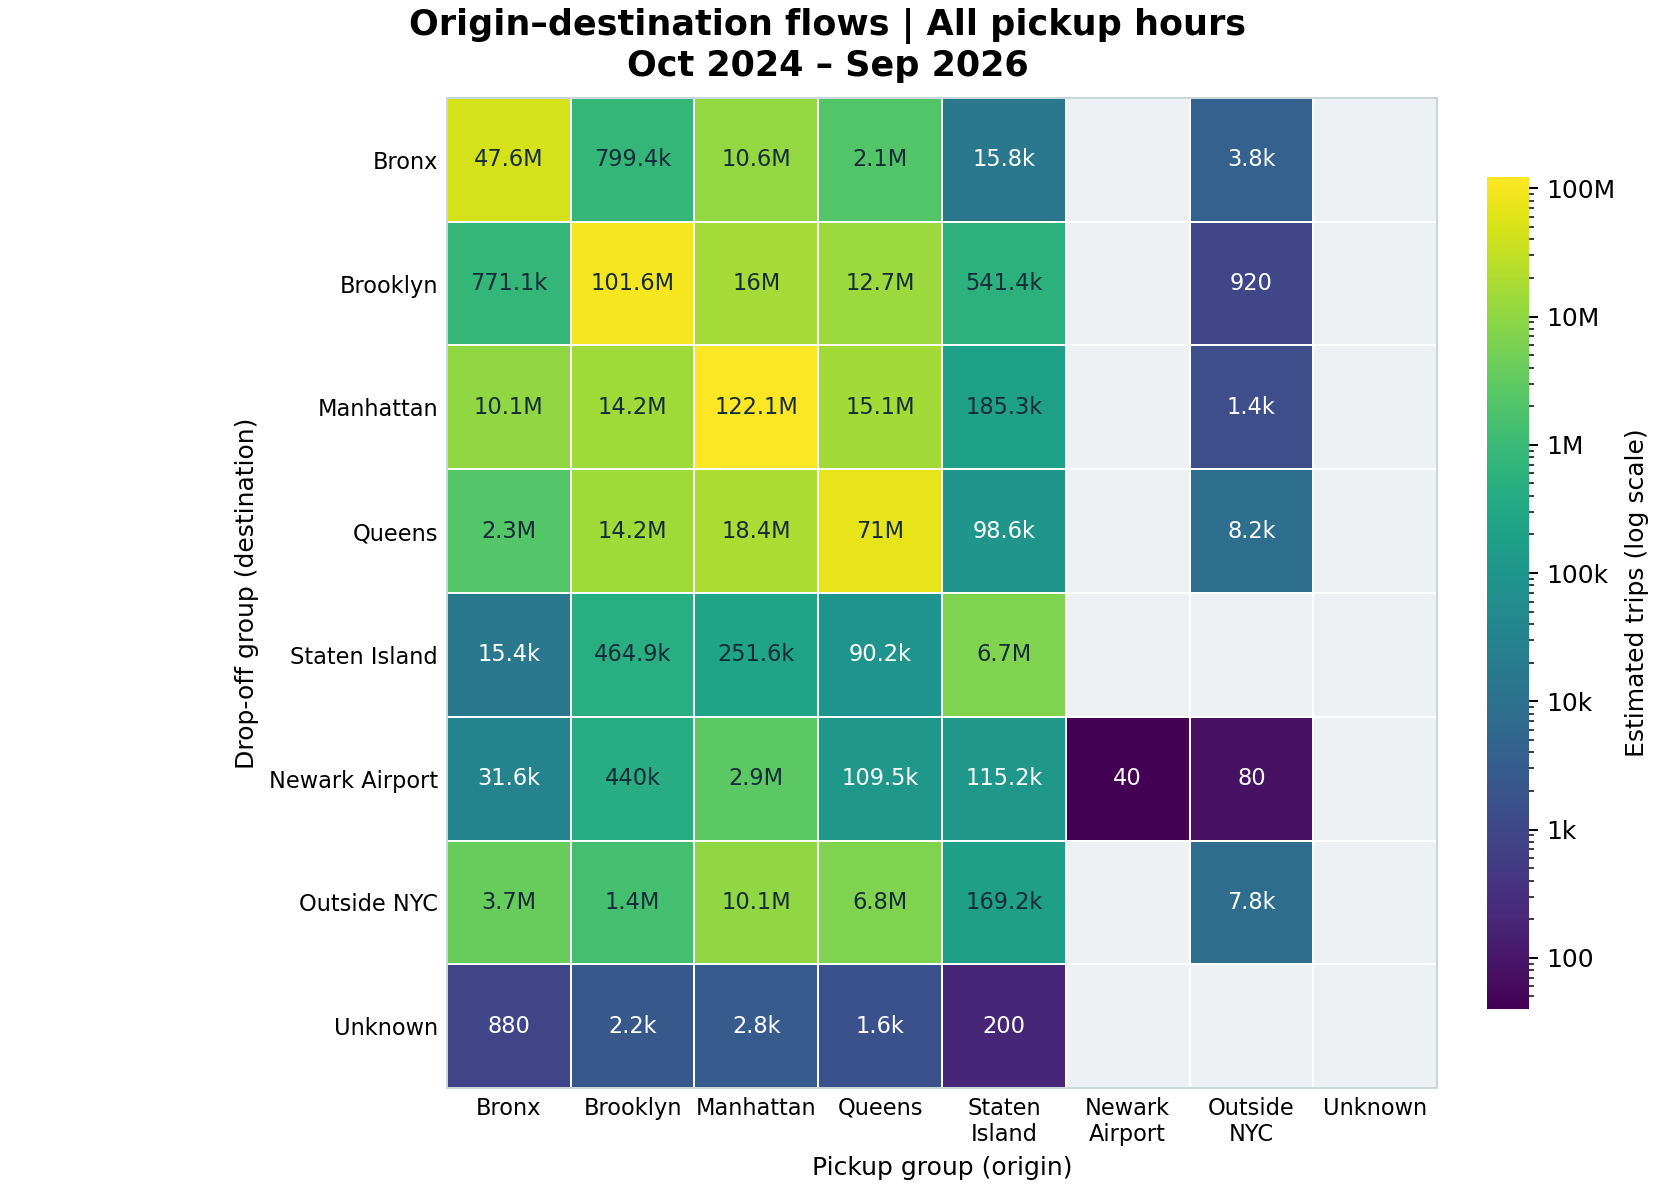 Origin–destination flows | All pickup hours
Oct 2024 – Sep 2026
Bronx 47.6M 799.4k 10.6M 2.1M 15.8k 3.8k
Brooklyn 771.1k 101.6M 16M 12.7M 541.4k 920
Manhattan 10.1M 14.2M 122.1M 15.1M 185.3k 1.4k
Queens 2.3M 14.2M 18.4M 71M 98.6k 8.2k
Staten Island 15.4k 464.9k 251.6k 90.2k 6.7M
Newark Airport 31.6k 440k 2.9M 109.5k 115.2k 40 80
Outside NYC 3.7M 1.4M 10.1M 6.8M 169.2k 7.8k
Unknown 880 2.2k 2.8k 1.6k 200
Bronx Brooklyn Manhattan Queens Staten Newark Outside Unknown
Island Airport NYC
Pickup group (origin)
Drop-off group (destination)
100M
10M
1M
100k
10k
1k
100
Estimated trips (log scale)